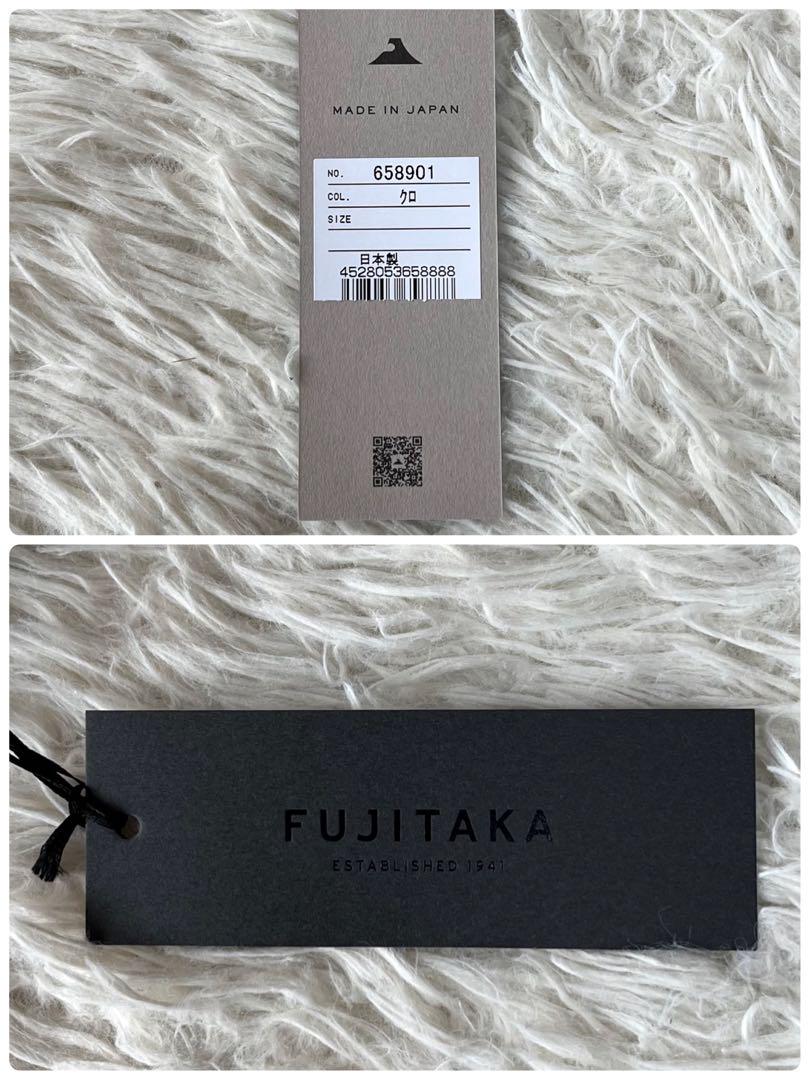 MADE IN JAPAN
NO. 658901
COL. クロ
SIZE
日本製
4528053658888
FUJITAKA
ESTABLISHED 1941